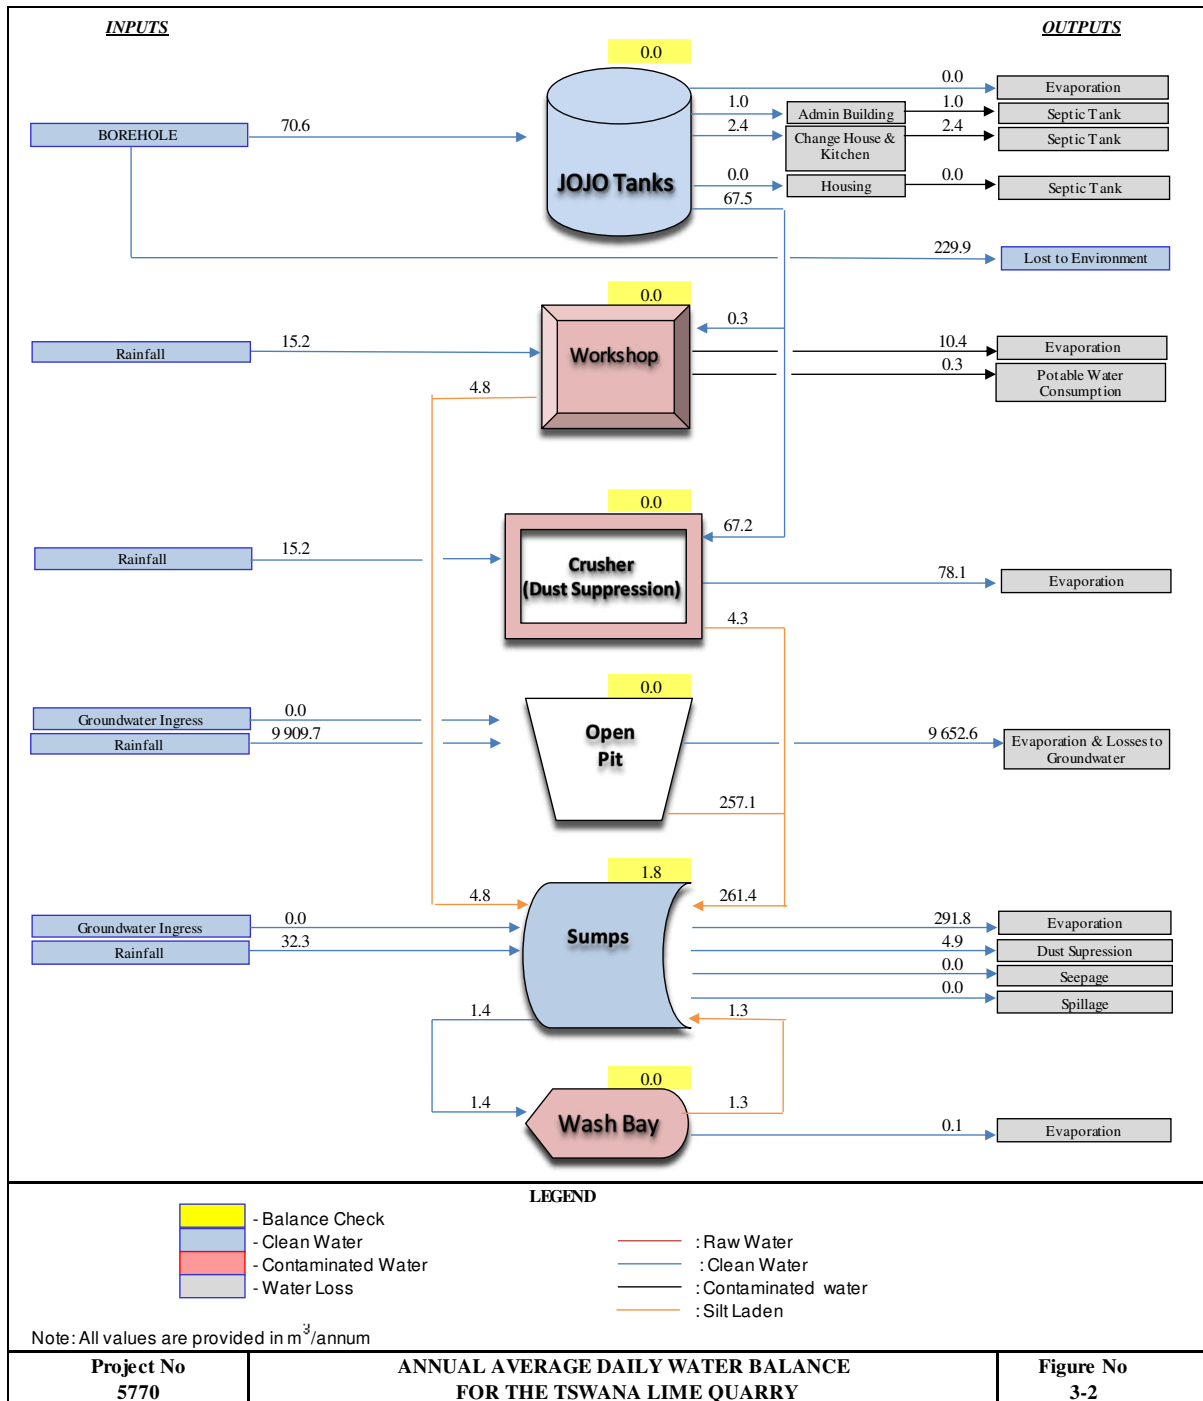 INPUTS
OUTPUTS
0.0
0.0
Evaporation
1.0
Admin Building
1.0
Septic Tank
BOREHOLE
70.6
2.4
Change House &
Kitchen
2.4
Septic Tank
JOJO Tanks
0.0
Housing
0.0
Septic Tank
67.5
229.9
Lost to Environment
0.0
0.3
Rainfall
15.2
Workshop
10.4
Evaporation
0.3
Potable Water
Consumption
4.8
0.0
67.2
Rainfall
15.2
Crusher
(Dust Suppression)
78.1
Evaporation
4.3
0.0
Groundwater Ingress
0.0
Rainfall
9 909.7
Open
Pit
9 652.6
Evaporation & Losses to
Groundwater
257.1
1.8
4.8
261.4
Groundwater Ingress
0.0
291.8
Evaporation
Rainfall
32.3
Sumps
4.9
Dust Supression
0.0
Seepage
0.0
Spillage
1.4
1.3
0.0
1.4
Wash Bay
1.3
0.1
Evaporation
LEGEND
- Balance Check
- Clean Water
: Raw Water
- Contaminated Water
: Clean Water
- Water Loss
: Contaminated water
: Silt Laden
Note: All values are provided in m³/annum
Project No
5770
ANNUAL AVERAGE DAILY WATER BALANCE
FOR THE TSWANA LIME QUARRY
Figure No
3-2